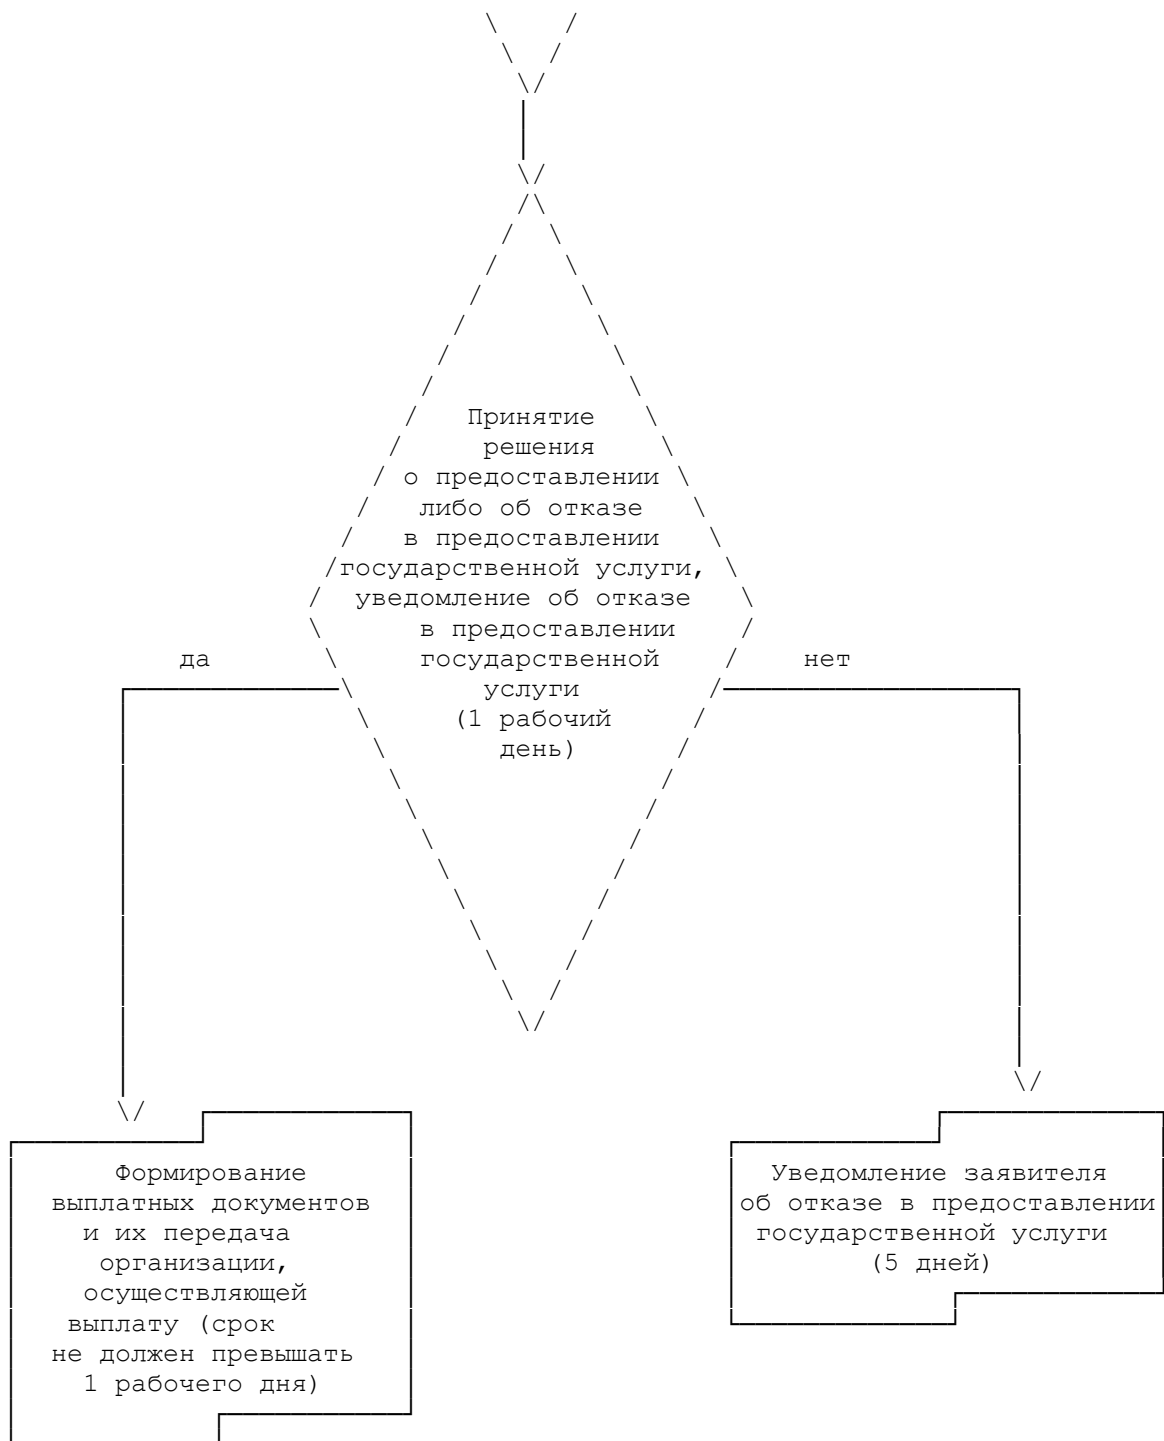 Принятие
решения
о предоставлении
либо об отказе
в предоставлении
государственной услуги,
уведомление об отказе
в предоставлении
да государственной нет
услуги
(1 рабочий
день)
Формирование
выплатных документов
и их передача
организации,
осуществляющей
выплату (срок
не должен превышать
1 рабочего дня)
Уведомление заявителя
об отказе в предоставлении
государственной услуги
(5 дней)